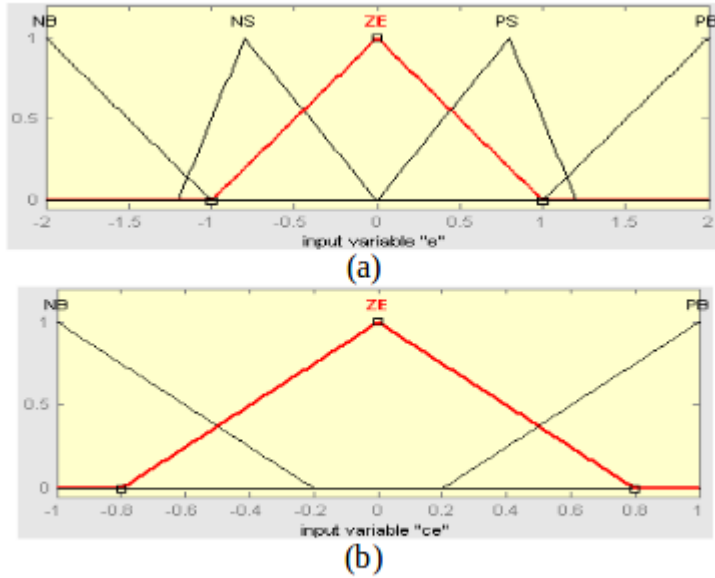 NB NS ZE PS PB
1
0.5
0
-2 -1.5 -1 -0.5 0 0.5 1 1.5 2
input variable "e"
(a)
NB ZE PB
1
0.5
0
-1 -0.8 -0.6 -0.4 -0.2 0 0.2 0.4 0.6 0.8 1
input variable "ce"
(b)